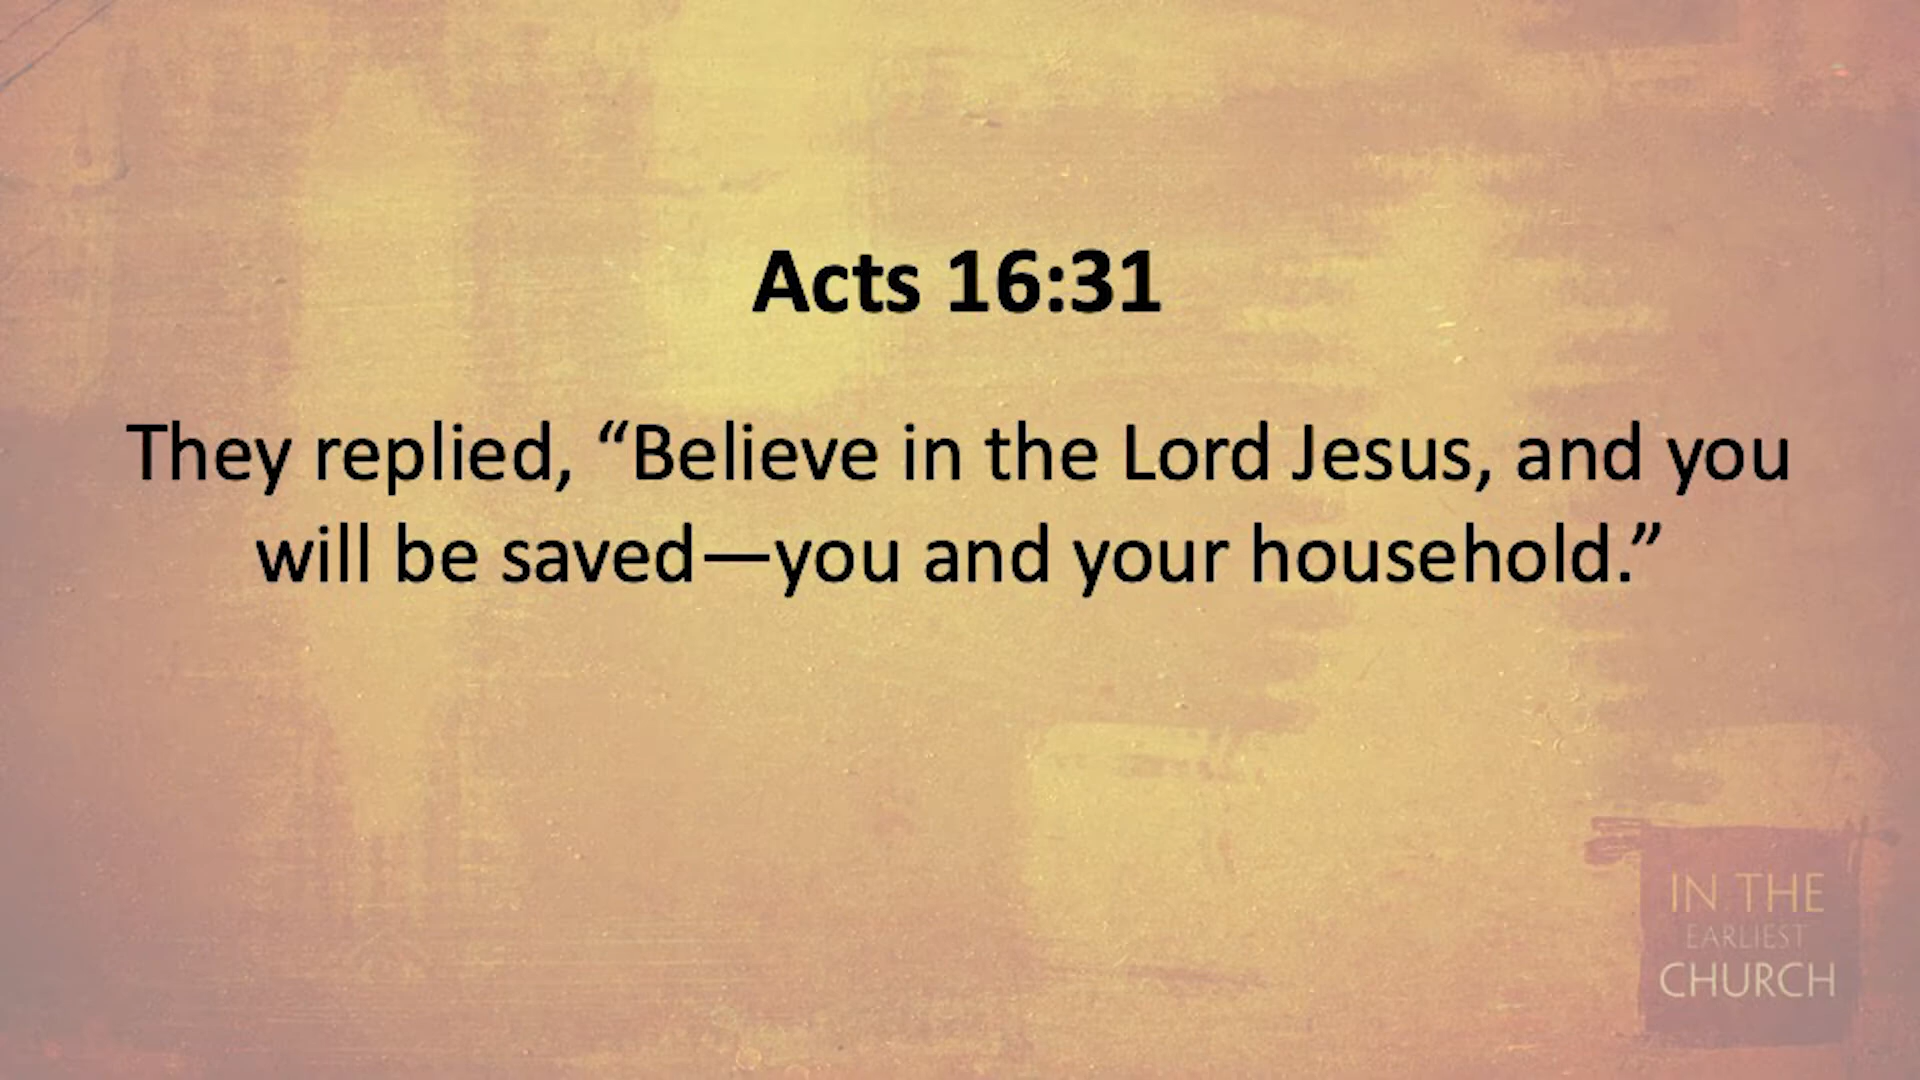 Acts 16:31
They replied, “Believe in the Lord Jesus, and you
will be saved—you and your household.”
IN THE
EARLIEST
CHURCH